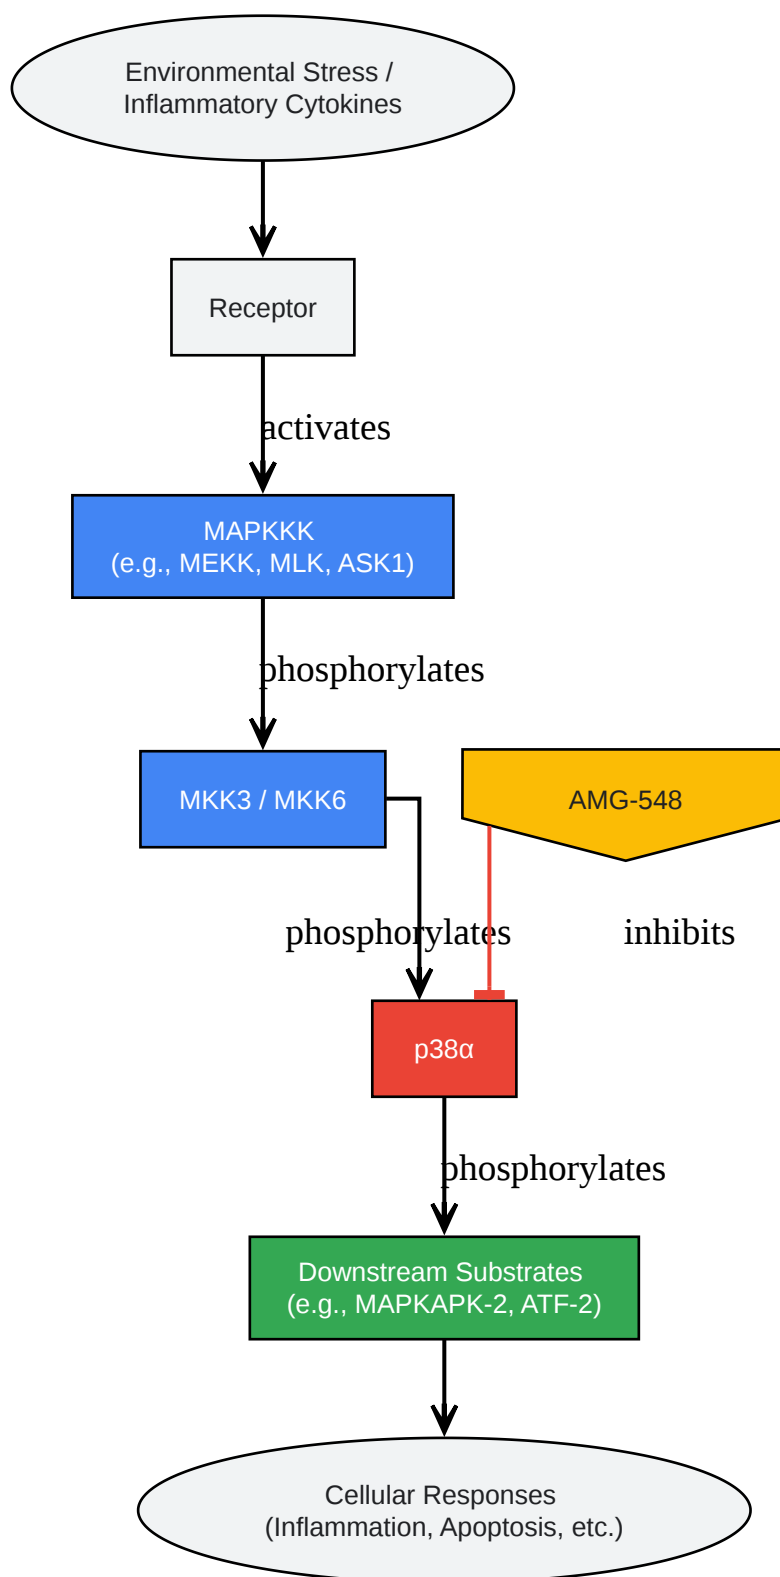 Environmental Stress /
Inflammatory Cytokines
Receptor
activates
MAPKKK
(e.g., MEKK, MLK, ASK1)
phosphorylates
MKK3 / MKK6
AMG-548
phosphorylates
inhibits
p38α
phosphorylates
Downstream Substrates
(e.g., MAPKAPK-2, ATF-2)
Cellular Responses
(Inflammation, Apoptosis, etc.)